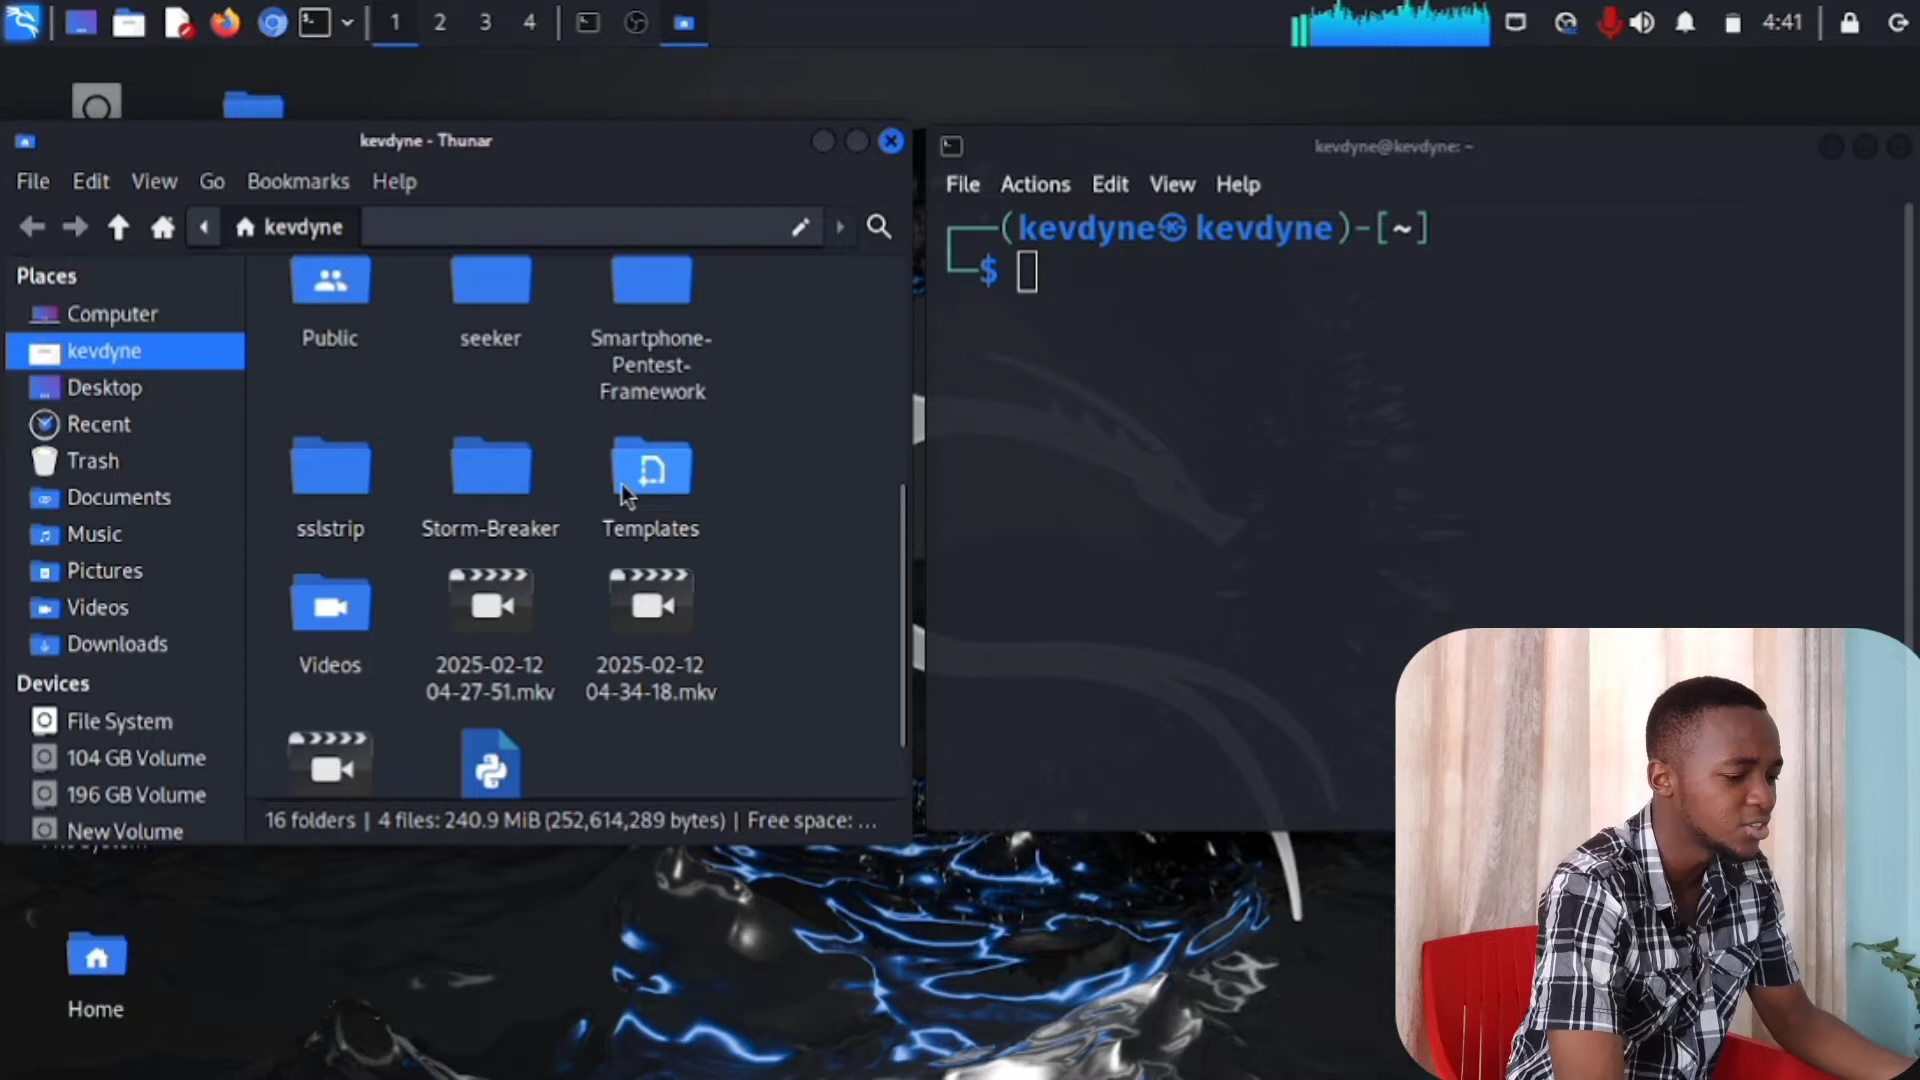 1 2 3 4
4:41
kevdyne - Thunar
File Edit View Go Bookmarks Help
kevdyne
Places
Computer
kevdyne
Desktop
Recent
Trash
Documents
Music
Pictures
Videos
Downloads
Devices
File System
104 GB Volume
196 GB Volume
New Volume
Public
seeker
Smartphone-
Pentest-
Framework
sslstrip
Storm-Breaker
Templates
Videos
2025-02-12
04-27-51.mkv
2025-02-12
04-34-18.mkv
16 folders | 4 files: 240.9 MiB (252,614,289 bytes) | Free space: ...
kevdyne@kevdyne: ~
File Actions Edit View Help
(kevdyne㉿kevdyne)-[~]
$
Home